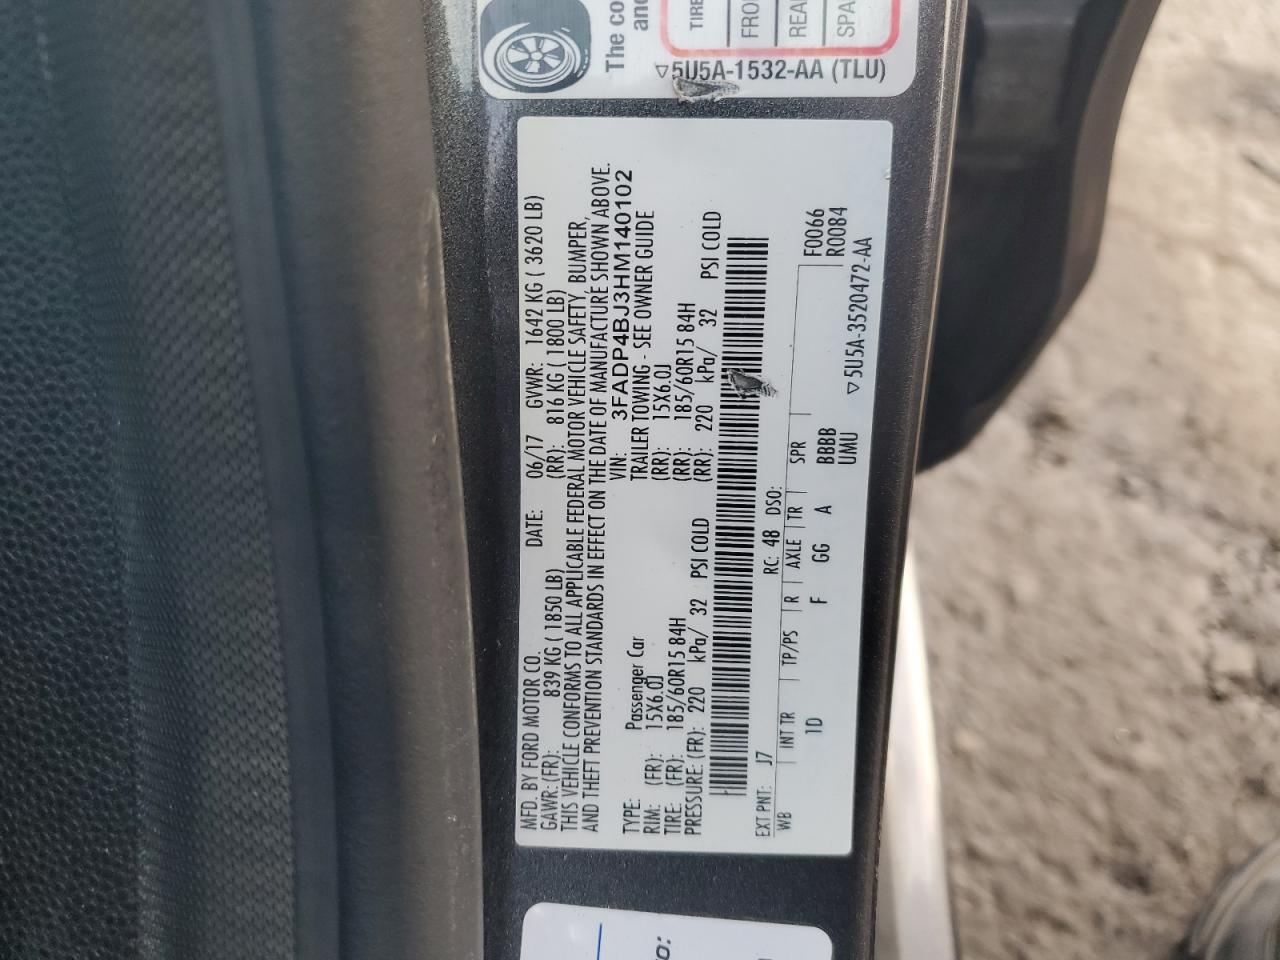 The co
and
TIRE
FRO
REA
SPA
▽5U5A-1532-AA (TLU)
MFD. BY FORD MOTOR CO. DATE: 06/17 GVWR: 1642 KG ( 3620 LB)
GAWR: (FR): 839 KG ( 1850 LB) (RR): 816 KG ( 1800 LB)
THIS VEHICLE CONFORMS TO ALL APPLICABLE FEDERAL MOTOR VEHICLE SAFETY, BUMPER,
AND THEFT PREVENTION STANDARDS IN EFFECT ON THE DATE OF MANUFACTURE SHOWN ABOVE.
VIN: 3FADP4BJ3HM140102
TYPE: Passenger Car TRAILER TOWING - SEE OWNER GUIDE
RIM: (FR): 15X6.0J (RR): 15X6.0J
TIRE: (FR): 185/60R15 84H (RR): 185/60R15 84H
PRESSURE: (FR): 220 kPa/ 32 PSI COLD (RR): 220 kPa/ 32 PSI COLD
EXT PNT: J7 RC: 48 DSO:
WB INT TR TP/PS R AXLE TR SPR F0066
1D F GG A BBBB R0084
UMU
▽5U5A-3520472-AA
o: